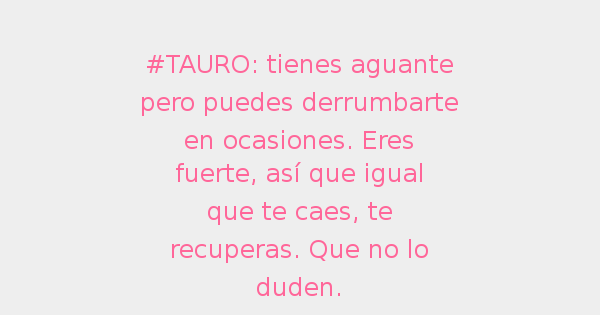 #TAURO: tienes aguante
pero puedes derrumbarte
en ocasiones. Eres
fuerte, así que igual
que te caes, te
recuperas. Que no lo
duden.